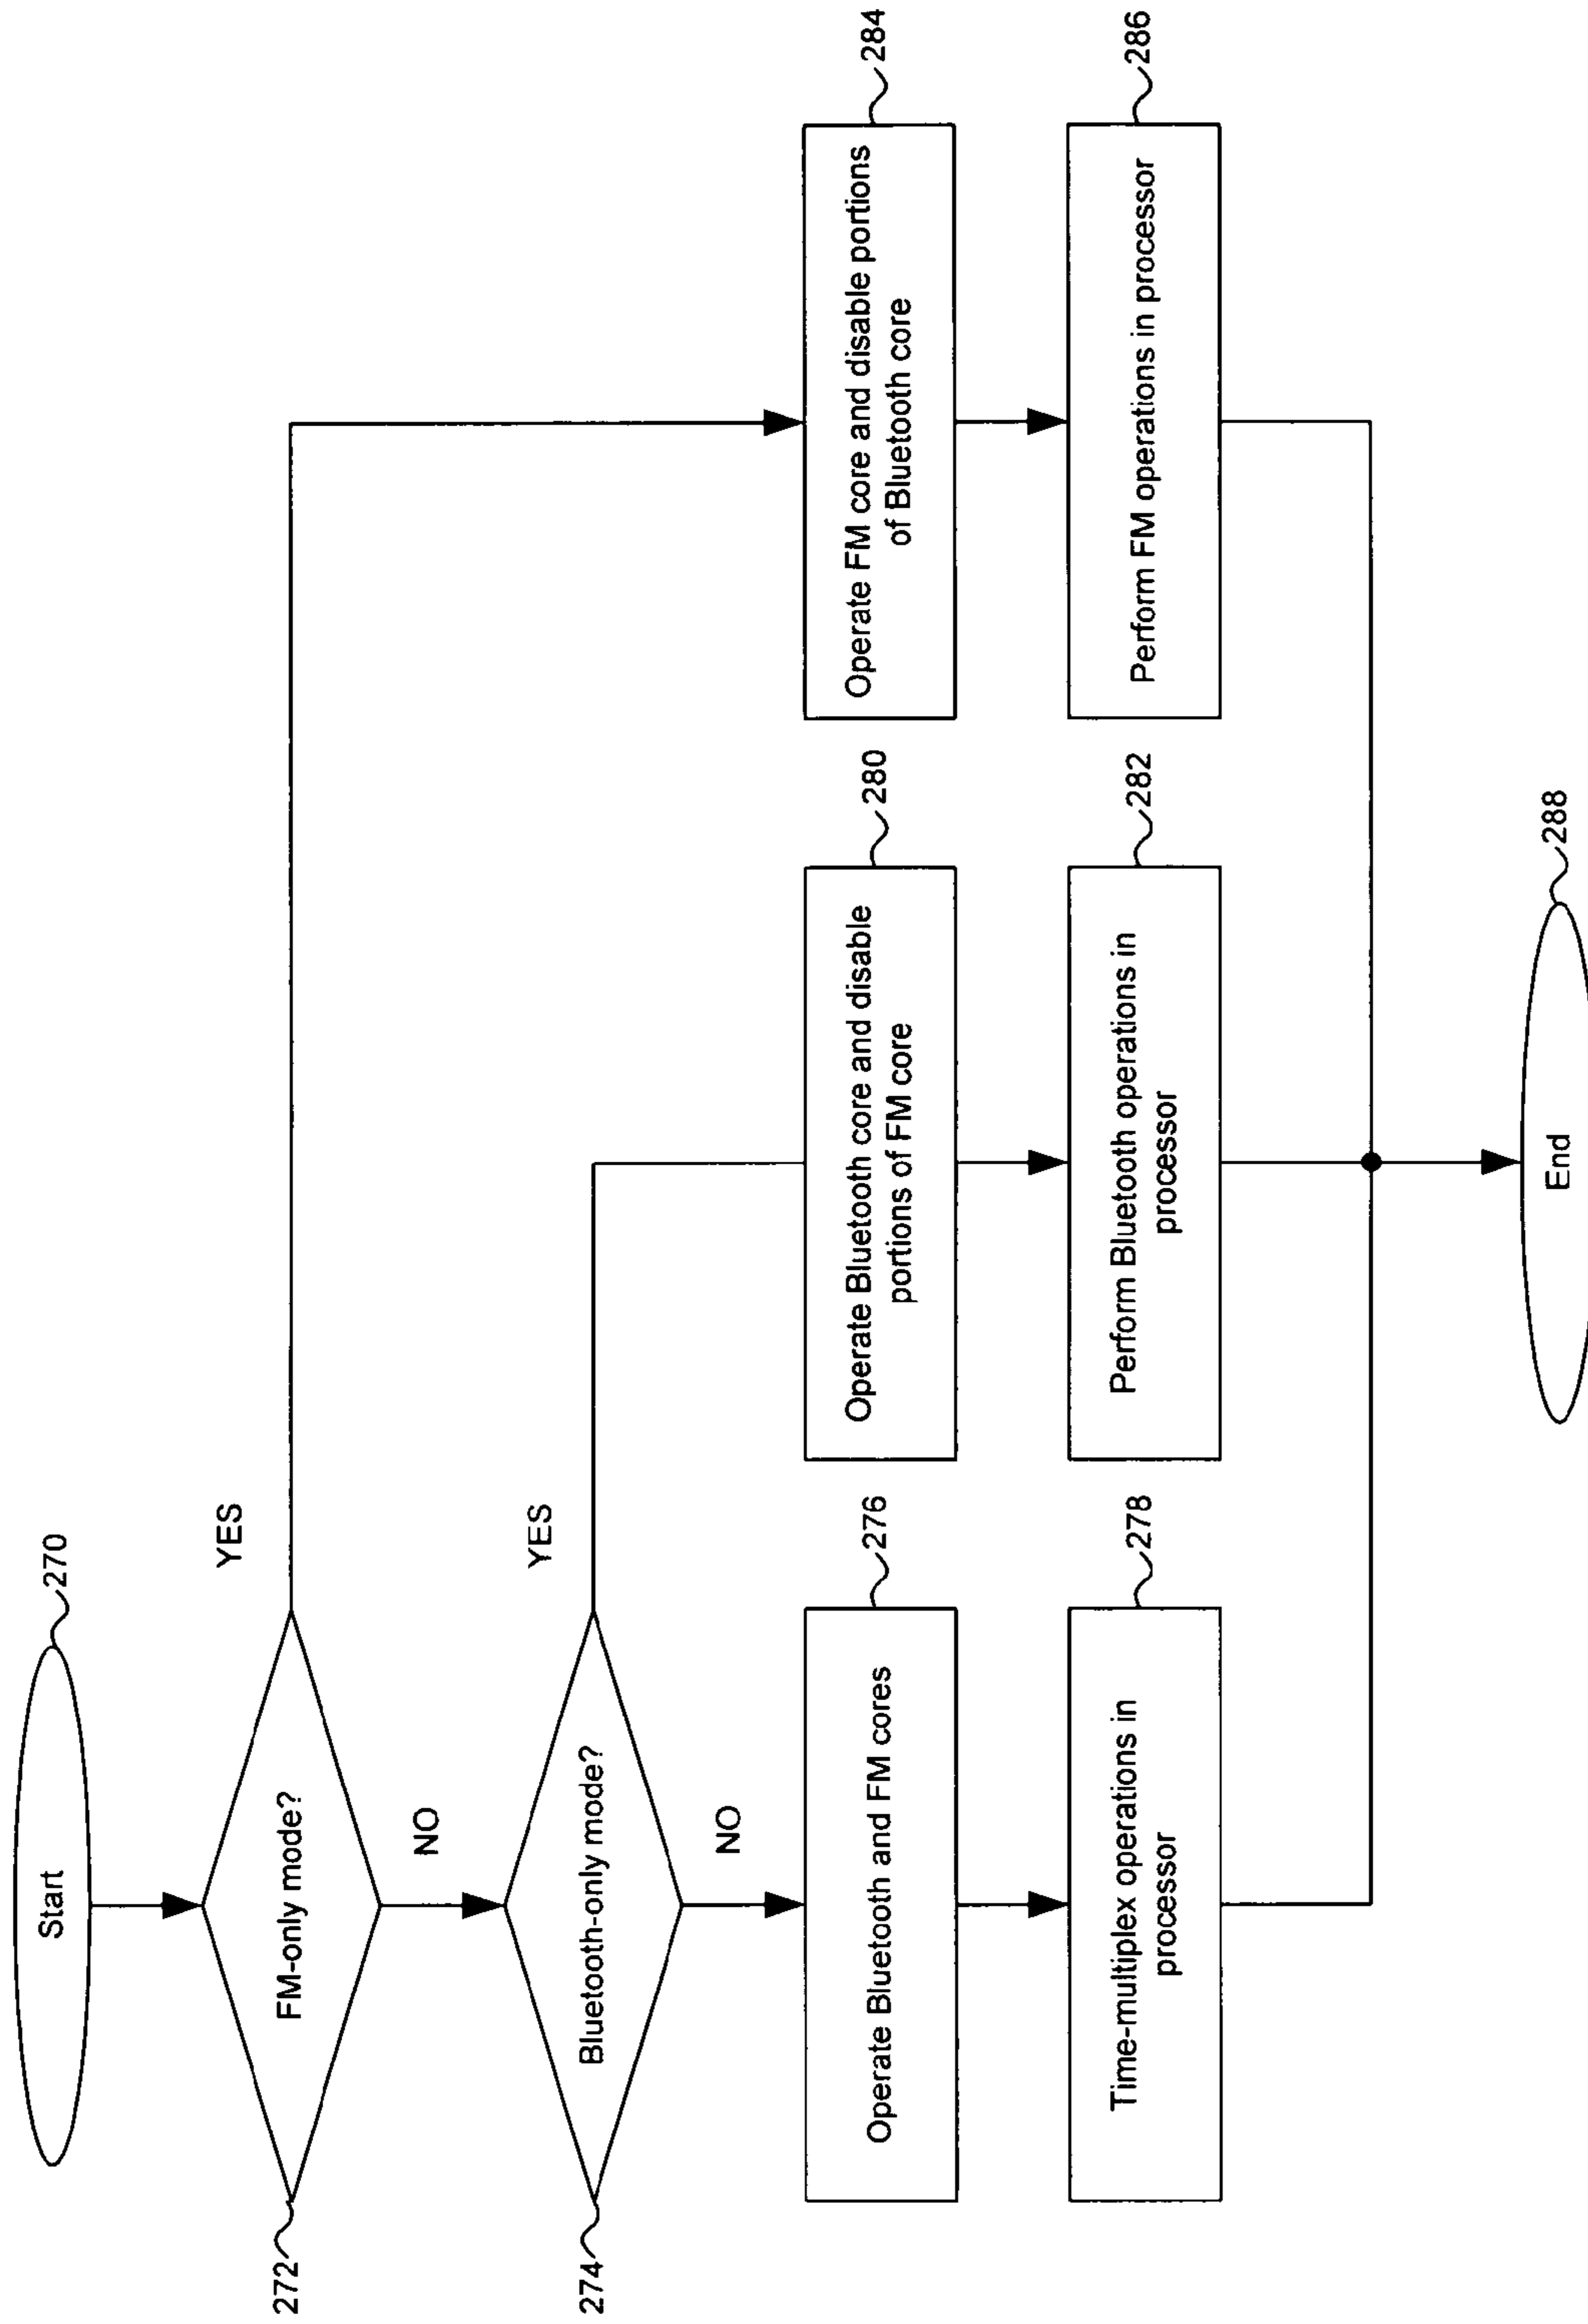 Start
270
FM-only mode?
272
YES
NO
Bluetooth-only mode?
274
YES
NO
Operate Bluetooth and FM cores
276
Operate Bluetooth core and disable
portions of FM core
280
Operate FM core and disable portions
of Bluetooth core
284
Time-multiplex operations in
processor
278
Perform Bluetooth operations in
processor
282
Perform FM operations in processor
286
End
288